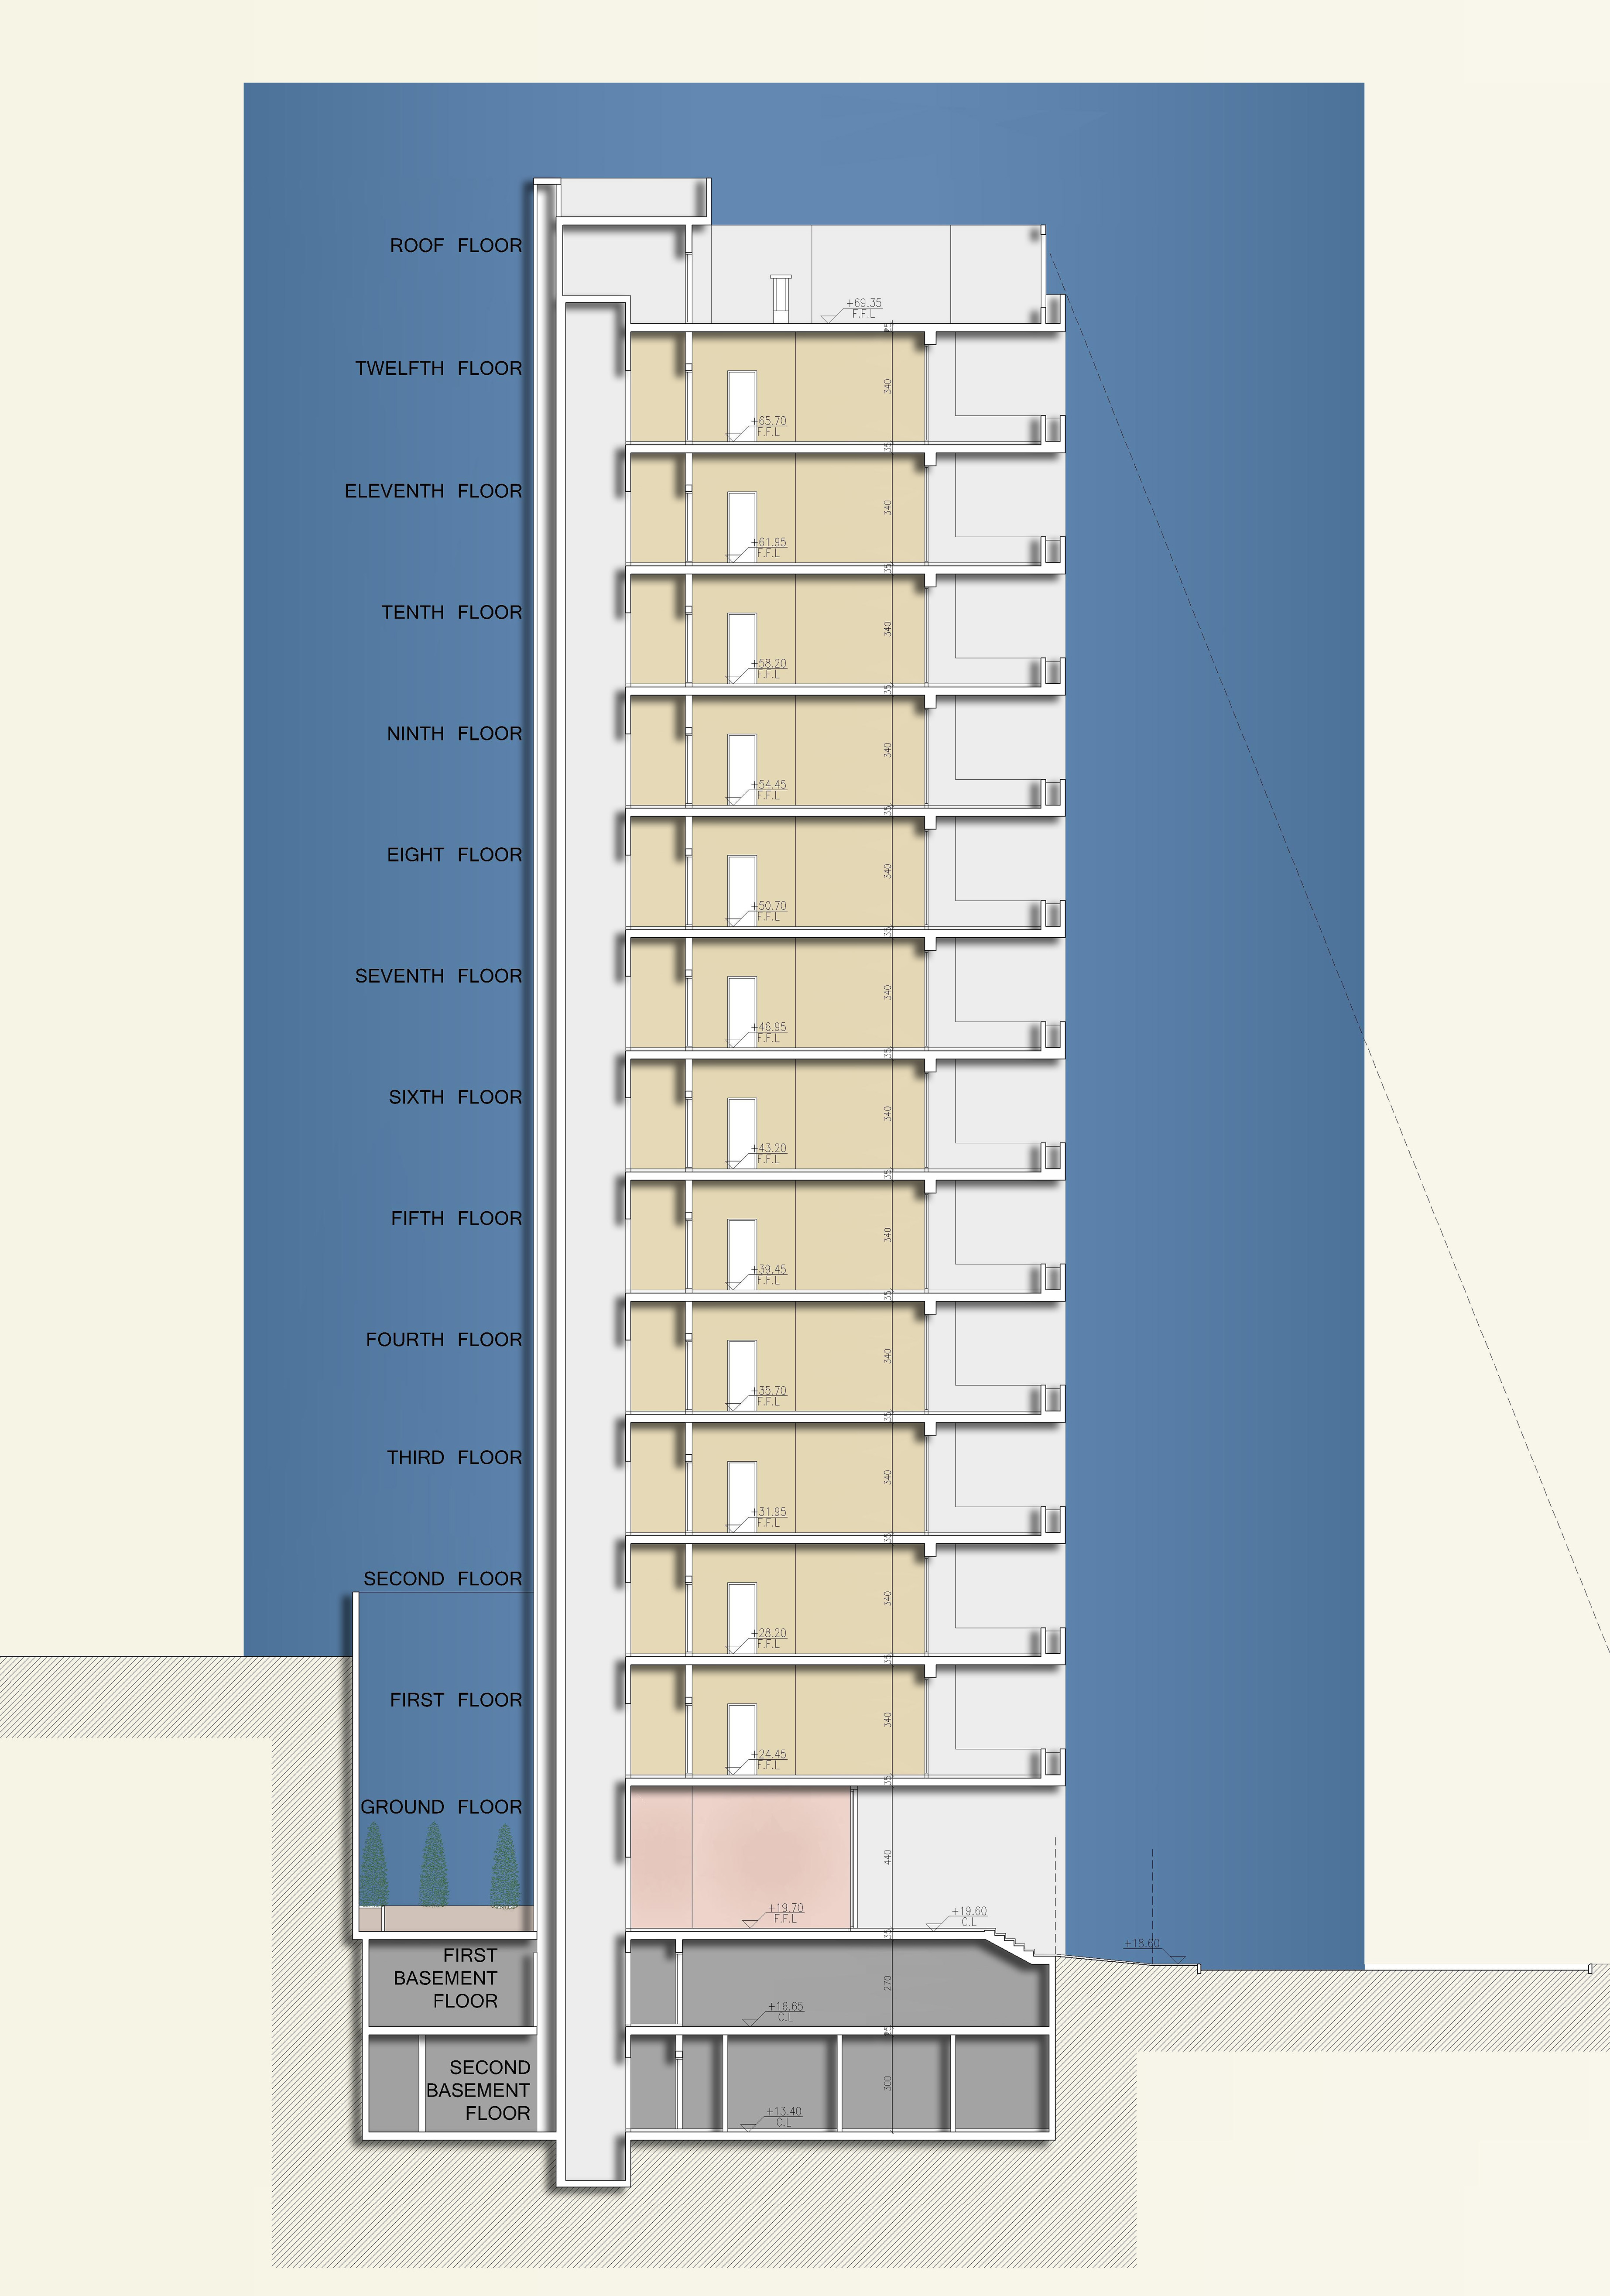 ROOF FLOOR
+69.35
F.F.L
TWELFTH FLOOR
340
+65.70
F.F.L
35
ELEVENTH FLOOR
340
+61.95
F.F.L
35
TENTH FLOOR
340
+58.20
F.F.L
35
NINTH FLOOR
340
+54.45
F.F.L
35
EIGHT FLOOR
340
+50.70
F.F.L
35
SEVENTH FLOOR
340
+46.95
F.F.L
35
SIXTH FLOOR
340
+43.20
F.F.L
35
FIFTH FLOOR
340
+39.45
F.F.L
35
FOURTH FLOOR
340
+35.70
F.F.L
35
THIRD FLOOR
340
+31.95
F.F.L
35
SECOND FLOOR
340
+28.20
F.F.L
35
FIRST FLOOR
340
+24.45
F.F.L
35
GROUND FLOOR
440
+19.70
F.F.L
+19.60
C.L
35
+18.60
FIRST
BASEMENT
FLOOR
270
+16.65
C.L
SECOND
BASEMENT
FLOOR
300
+13.40
C.L